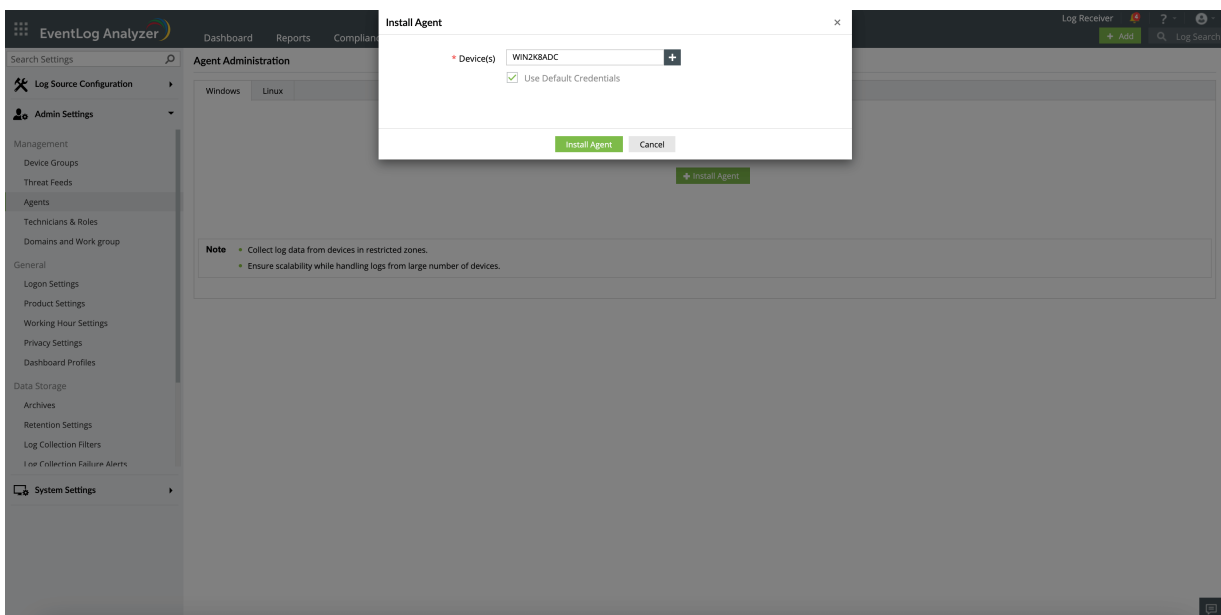 EventLog Analyzer
Dashboard Reports Complianc
Log Receiver
?
+ Add Log Search
Install Agent ×
* Device(s) WIN2K8ADC +
Use Default Credentials
Install Agent Cancel
Search Settings
Log Source Configuration
Admin Settings
Management
Device Groups
Threat Feeds
Agents
Technicians & Roles
Domains and Work group
General
Logon Settings
Product Settings
Working Hour Settings
Privacy Settings
Dashboard Profiles
Data Storage
Archives
Retention Settings
Log Collection Filters
Log Collection Failure Alerts
System Settings
Agent Administration
Windows Linux
+ Install Agent
Note • Collect log data from devices in restricted zones.
• Ensure scalability while handling logs from large number of devices.